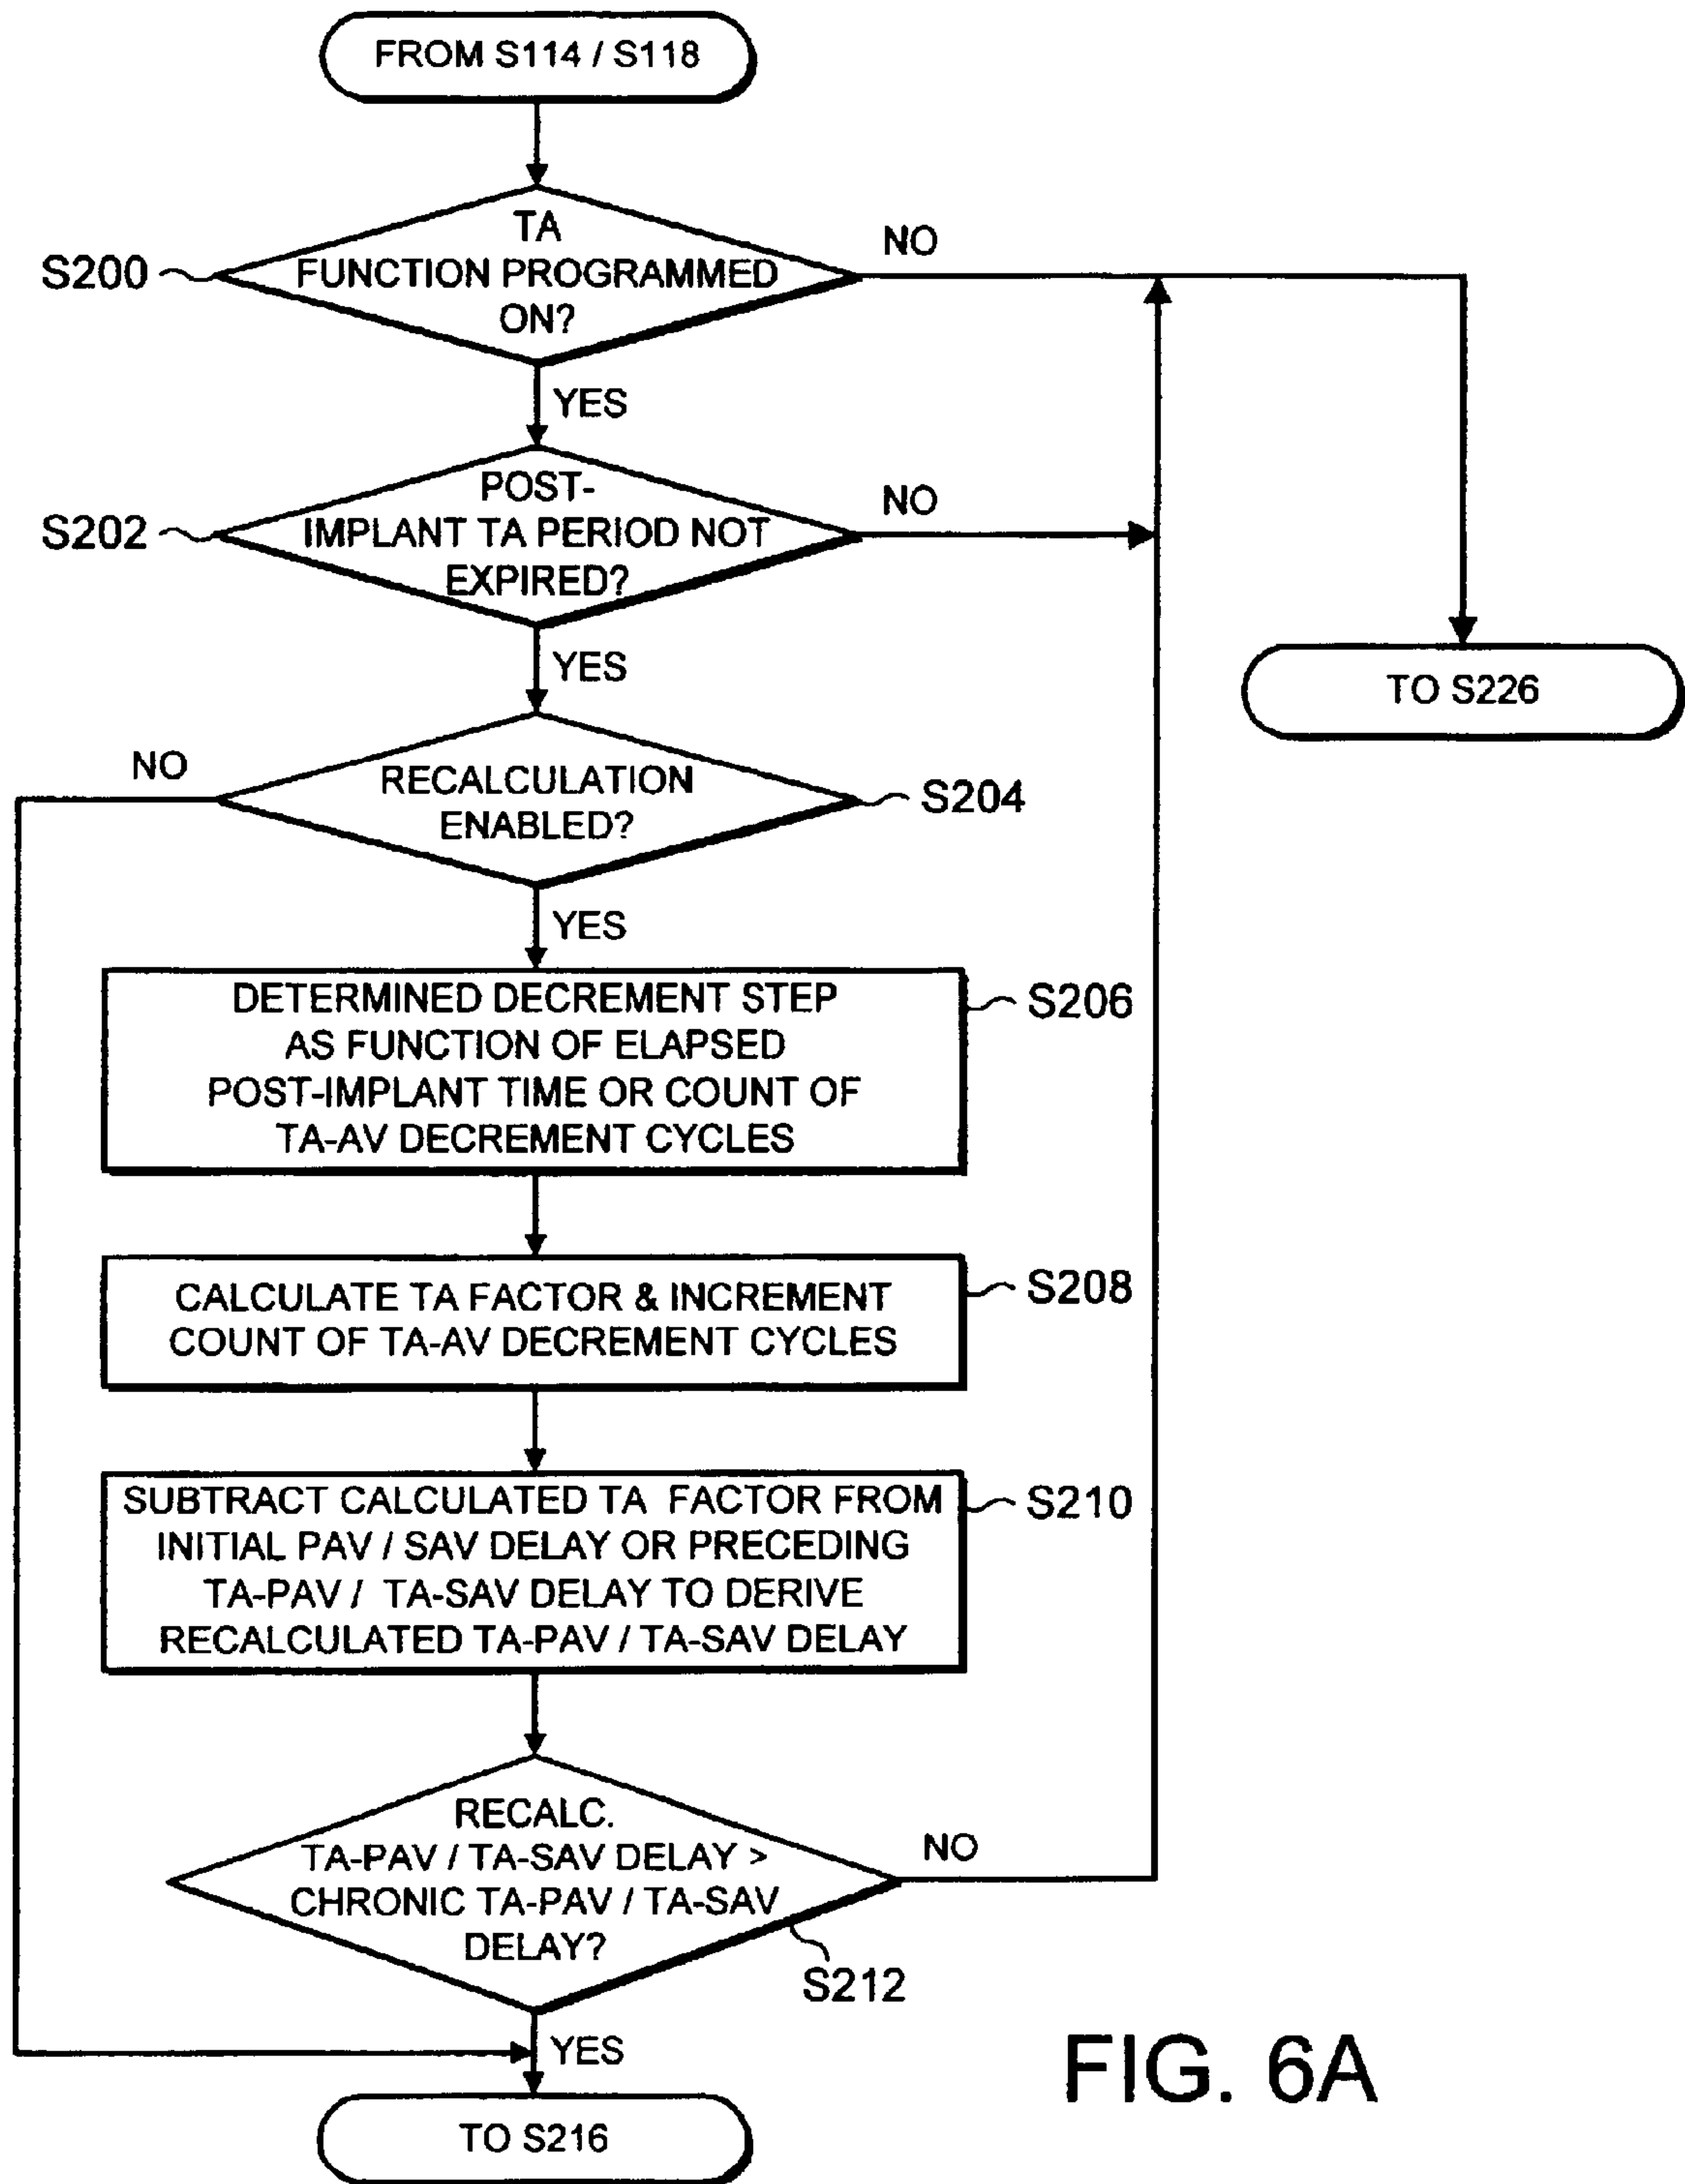 FROM S114 / S118
TA
FUNCTION PROGRAMMED
ON?
S200
NO
YES
POST-
IMPLANT TA PERIOD NOT
EXPIRED?
S202
NO
TO S226
YES
NO
RECALCULATION
ENABLED?
S204
YES
DETERMINED DECREMENT STEP
AS FUNCTION OF ELAPSED
POST-IMPLANT TIME OR COUNT OF
TA-AV DECREMENT CYCLES
S206
CALCULATE TA FACTOR & INCREMENT
COUNT OF TA-AV DECREMENT CYCLES
S208
SUBTRACT CALCULATED TA FACTOR FROM
INITIAL PAV / SAV DELAY OR PRECEDING
TA-PAV / TA-SAV DELAY TO DERIVE
RECALCULATED TA-PAV / TA-SAV DELAY
S210
RECALC.
TA-PAV / TA-SAV DELAY >
CHRONIC TA-PAV / TA-SAV
DELAY?
NO
S212
YES
TO S216
FIG. 6A